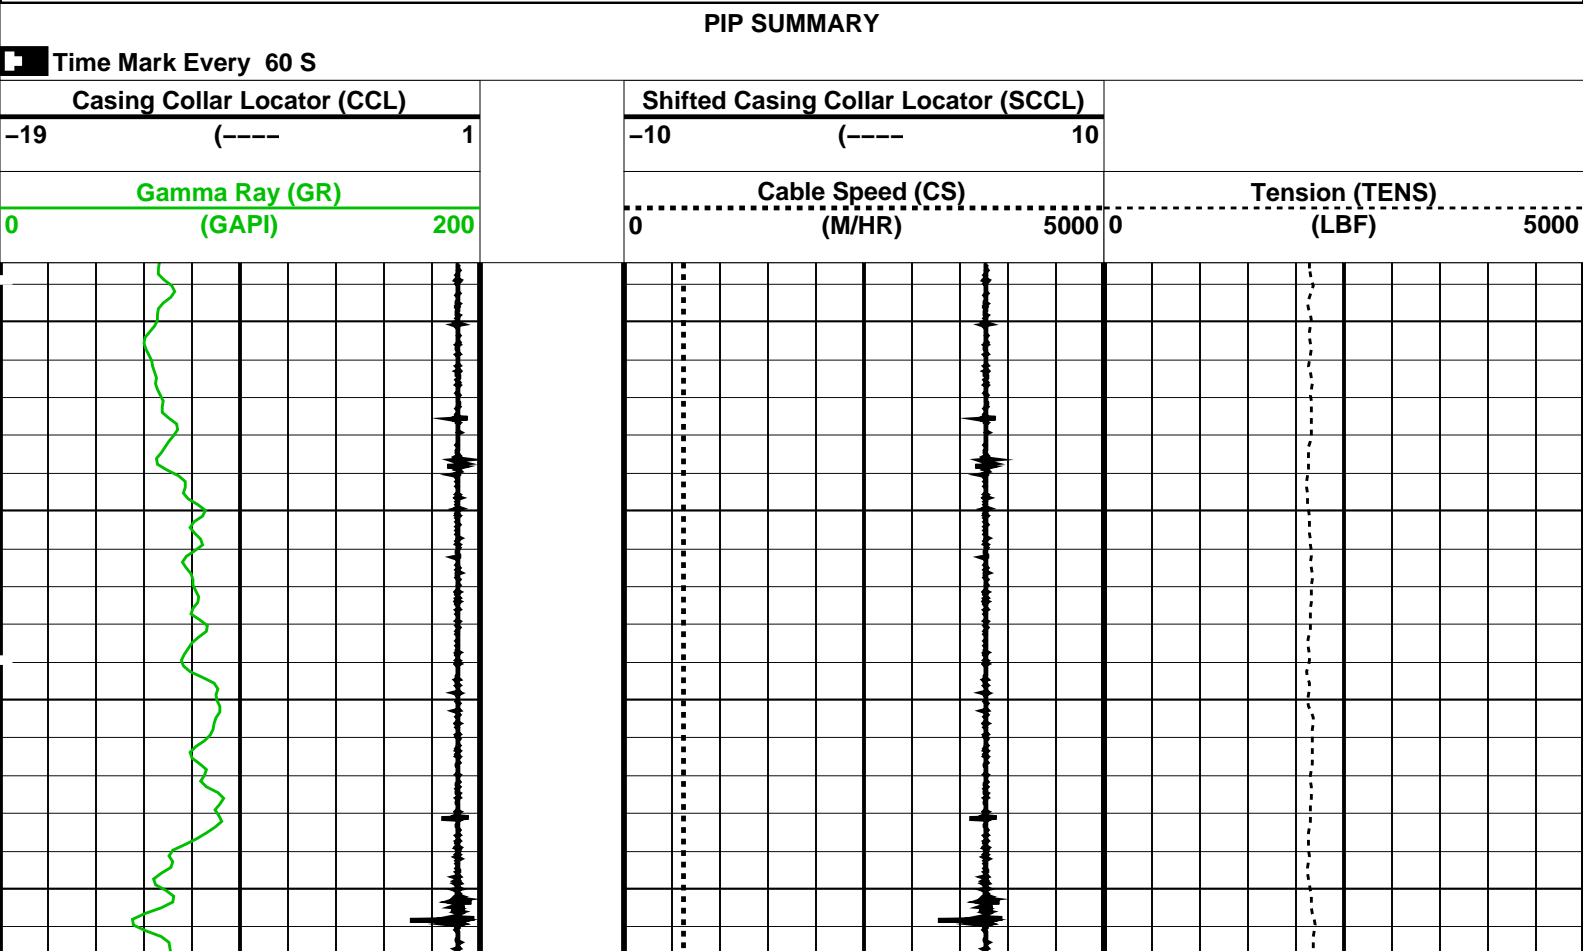 PIP SUMMARY
Time Mark Every 60 S
Casing Collar Locator (CCL)
–19 (–––– 1
Gamma Ray (GR)
0 (GAPI) 200
Shifted Casing Collar Locator (SCCL)
–10 (–––– 10
Cable Speed (CS)
0 (M/HR) 5000
Tension (TENS)
0 (LBF) 5000